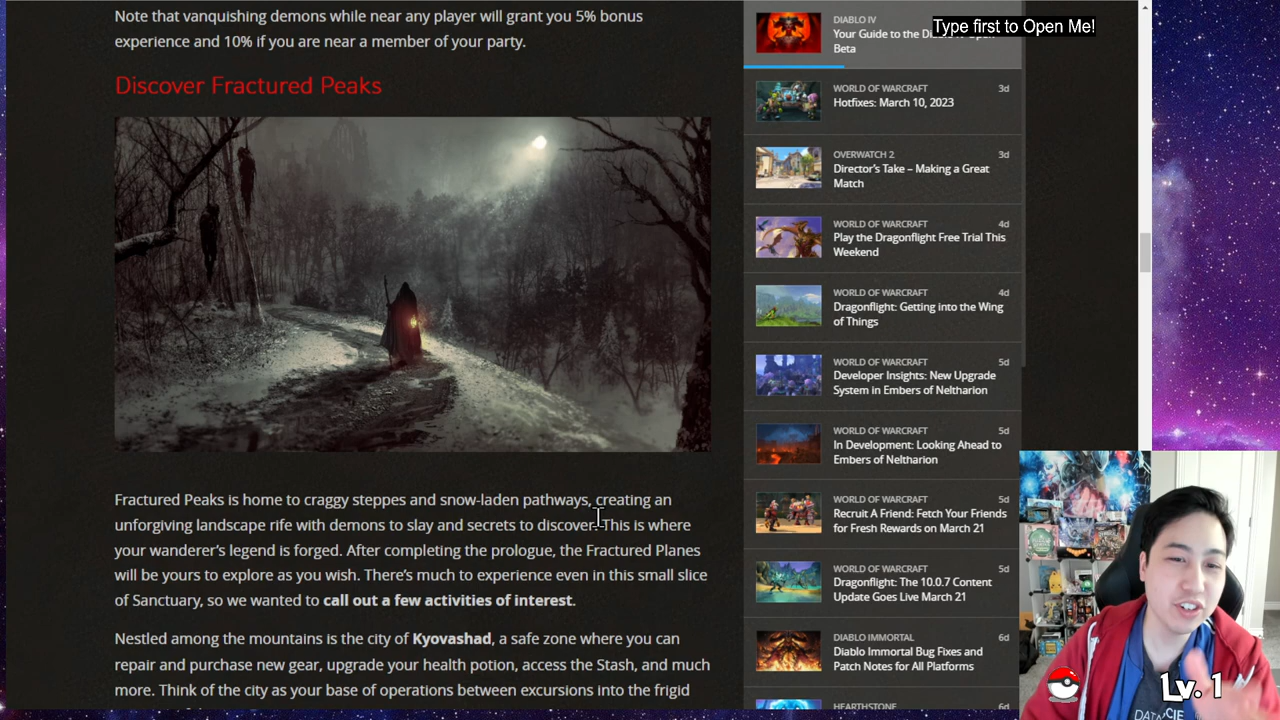 Note that vanquishing demons while near any player will grant you 5% bonus
experience and 10% if you are near a member of your party.
Discover Fractured Peaks
Fractured Peaks is home to craggy steppes and snow-laden pathways, creating an
unforgiving landscape rife with demons to slay and secrets to discover. This is where
your wanderer's legend is forged. After completing the prologue, the Fractured Planes
will be yours to explore as you wish. There's much to experience even in this small slice
of Sanctuary, so we wanted to call out a few activities of interest.
Nestled among the mountains is the city of Kyovashad, a safe zone where you can
repair and purchase new gear, upgrade your health potion, access the Stash, and much
more. Think of the city as your base of operations between excursions into the frigid
DIABLO IV
Your Guide to the
Beta
Type first to Open Me!
WORLD OF WARCRAFT 3d
Hotfixes: March 10, 2023
OVERWATCH 2 3d
Director's Take – Making a Great
Match
WORLD OF WARCRAFT 4d
Play the Dragonflight Free Trial This
Weekend
WORLD OF WARCRAFT 4d
Dragonflight: Getting into the Wing
of Things
WORLD OF WARCRAFT 5d
Developer Insights: New Upgrade
System in Embers of Neltharion
WORLD OF WARCRAFT 5d
In Development: Looking Ahead to
Embers of Neltharion
WORLD OF WARCRAFT 5d
Recruit A Friend: Fetch Your Friends
for Fresh Rewards on March 21
WORLD OF WARCRAFT 5d
Dragonflight: The 10.0.7 Content
Update Goes Live March 21
DIABLO IMMORTAL 6d
Diablo Immortal Bug Fixes and
Patch Notes for All Platforms
HEARTHSTONE 6d
Lv. 1